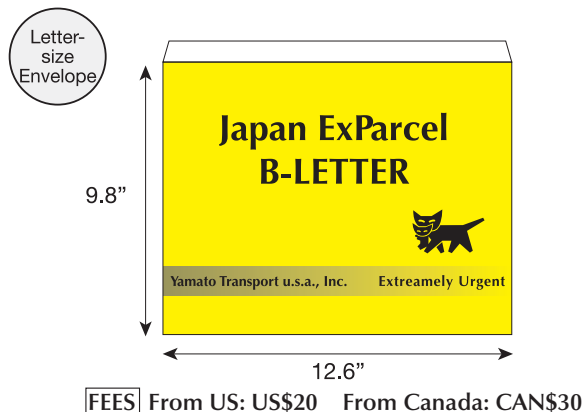 Letter-
size
Envelope
Japan ExParcel
B-LETTER
9.8”
Yamato Transport u.s.a., Inc. Extreamely Urgent
12.6”
FEES From US: US$20 From Canada: CAN$30